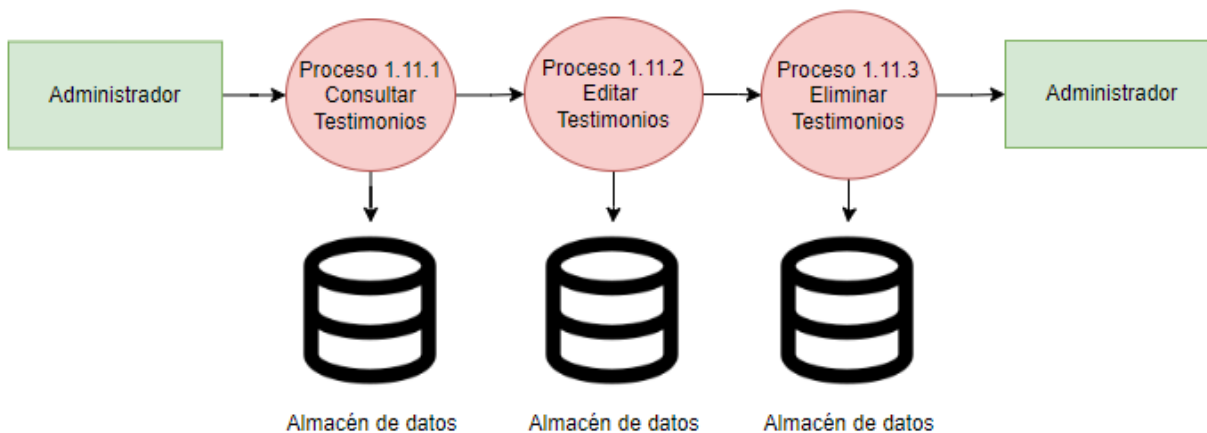 Administrador
Proceso 1.11.1
Consultar
Testimonios
Proceso 1.11.2
Editar
Testimonios
Proceso 1.11.3
Eliminar
Testimonios
Administrador
Almacén de datos
Almacén de datos
Almacén de datos